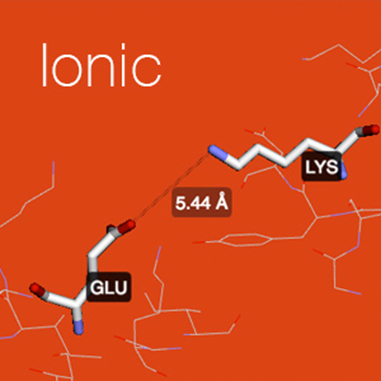 Ionic
LYS
5.44 Å
GLU